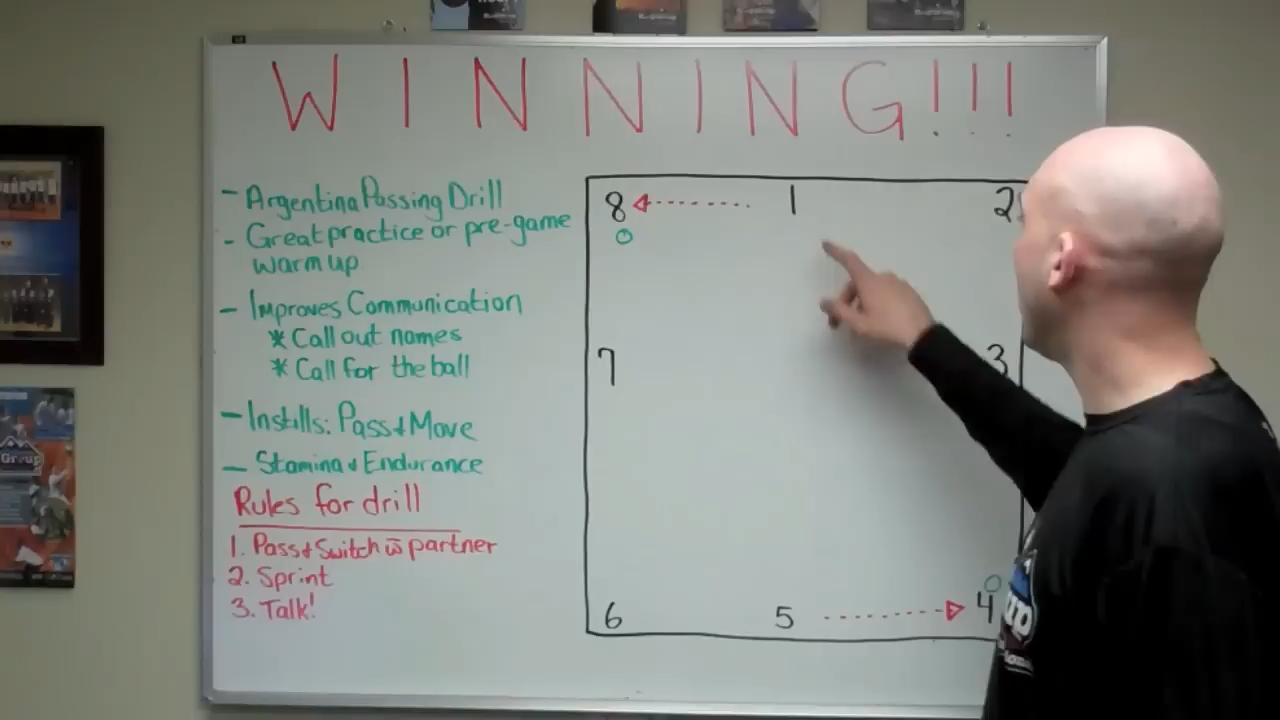 WINNING!!!
- Argentina Passing Drill
- Great practice or pre-game
warm up
- Improves Communication
* Call out names
* Call for the ball
- Instills: Pass + Move
- Stamina + Endurance
Rules for drill
1. Pass + Switch w̄ partner
2. Sprint
3. Talk!
8 1 2
7 3
6 5 4
Group
up